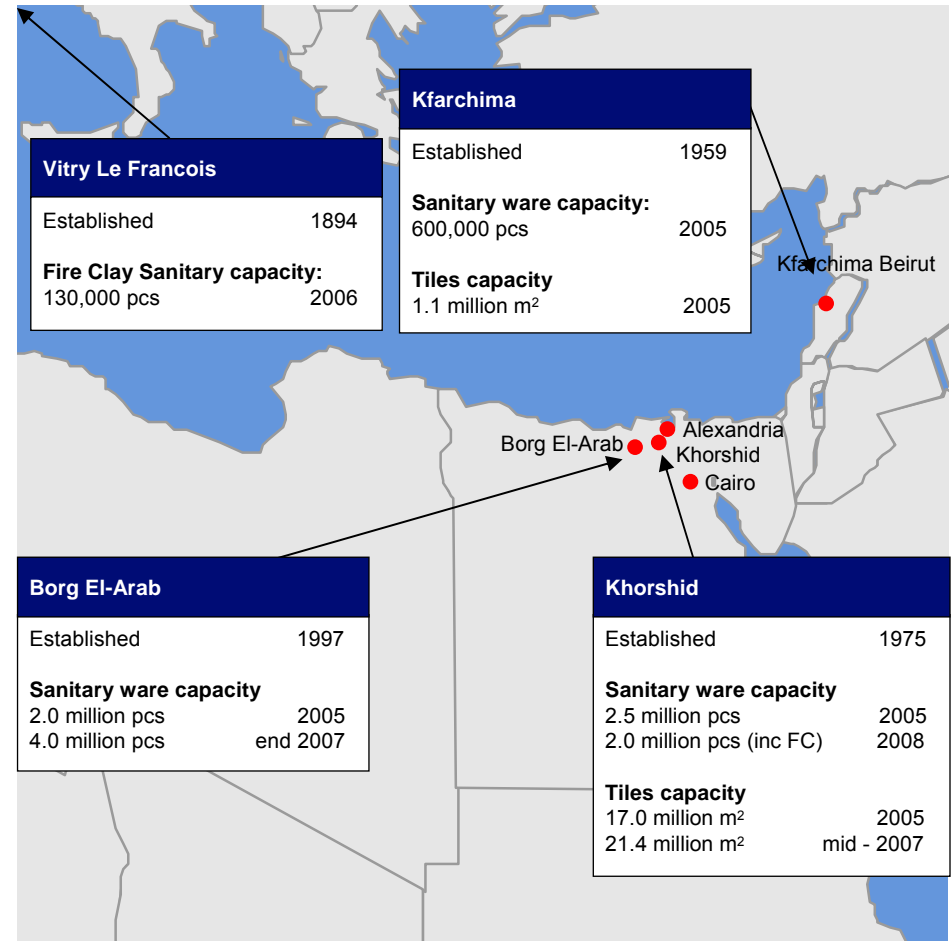 Kfarchima
Established 1959
Sanitary ware capacity:
600,000 pcs 2005
Tiles capacity
1.1 million m² 2005
Vitry Le Francois
Established 1894
Fire Clay Sanitary capacity:
130,000 pcs 2006
Kfarchima Beirut
Alexandria
Borg El-Arab
Khorshid
Cairo
Borg El-Arab
Established 1997
Sanitary ware capacity
2.0 million pcs 2005
4.0 million pcs end 2007
Khorshid
Established 1975
Sanitary ware capacity
2.5 million pcs 2005
2.0 million pcs (inc FC) 2008
Tiles capacity
17.0 million m² 2005
21.4 million m² mid - 2007